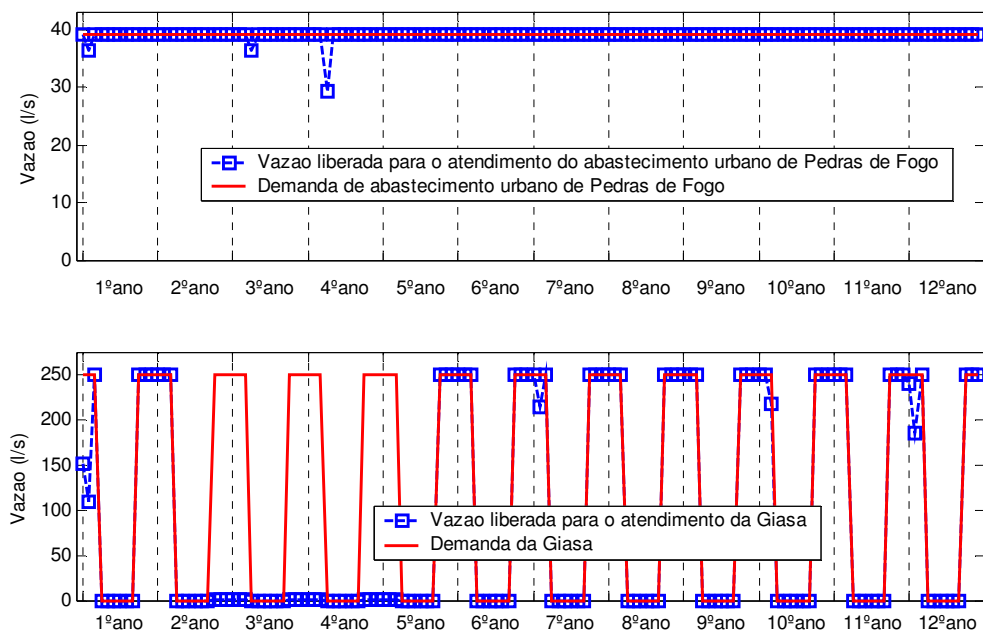 40
30
20
10
0
Vazao (l/s)
Vazao liberada para o atendimento do abastecimento urbano de Pedras de Fogo
Demanda de abastecimento urbano de Pedras de Fogo
1ºano 2ºano 3ºano 4ºano 5ºano 6ºano 7ºano 8ºano 9ºano 10ºano 11ºano 12ºano
250
200
150
100
50
0
Vazao (l/s)
Vazao liberada para o atendimento da Giasa
Demanda da Giasa
1ºano 2ºano 3ºano 4ºano 5ºano 6ºano 7ºano 8ºano 9ºano 10ºano 11ºano 12ºano